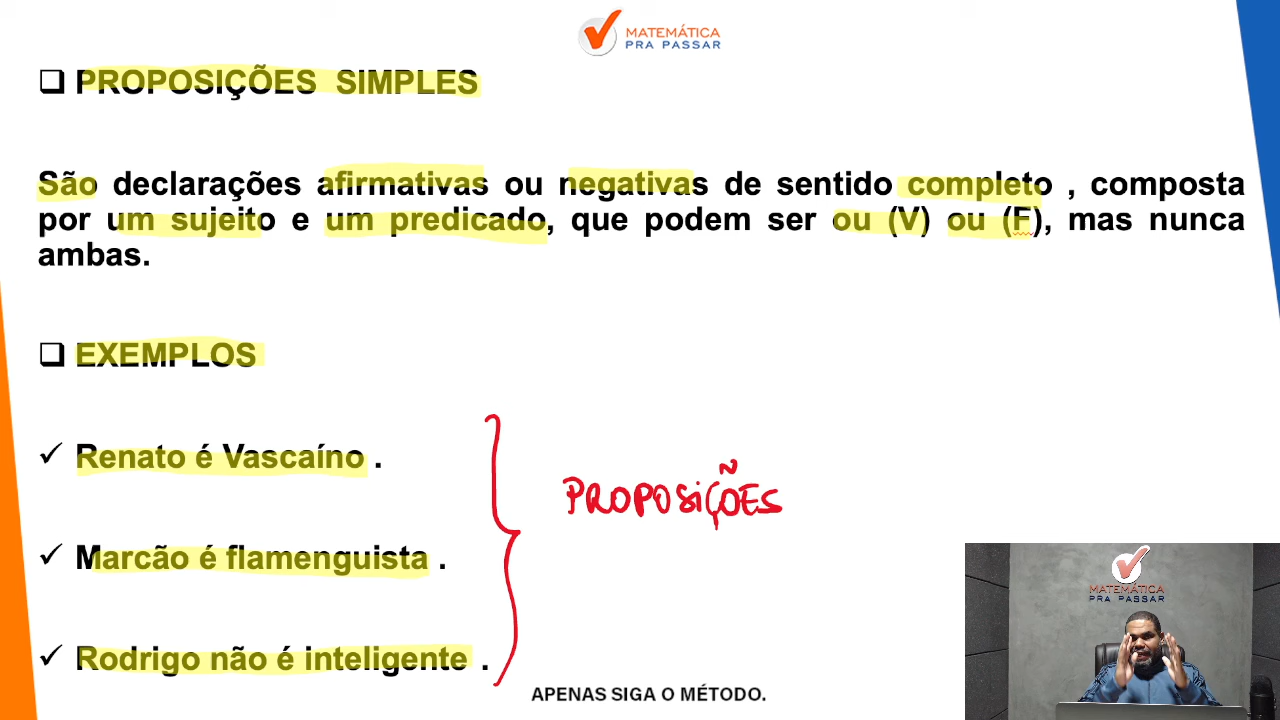 MATEMÁTICA
PRA PASSAR
❑ PROPOSIÇÕES SIMPLES
São declarações afirmativas ou negativas de sentido completo , composta
por um sujeito e um predicado, que podem ser ou (V) ou (F), mas nunca
ambas.
❑ EXEMPLOS
✓ Renato é Vascaíno .
✓ Marcão é flamenguista .
✓ Rodrigo não é inteligente .
PROPOSIÇÕES
MATEMÁTICA
PRA PASSAR
APENAS SIGA O MÉTODO.